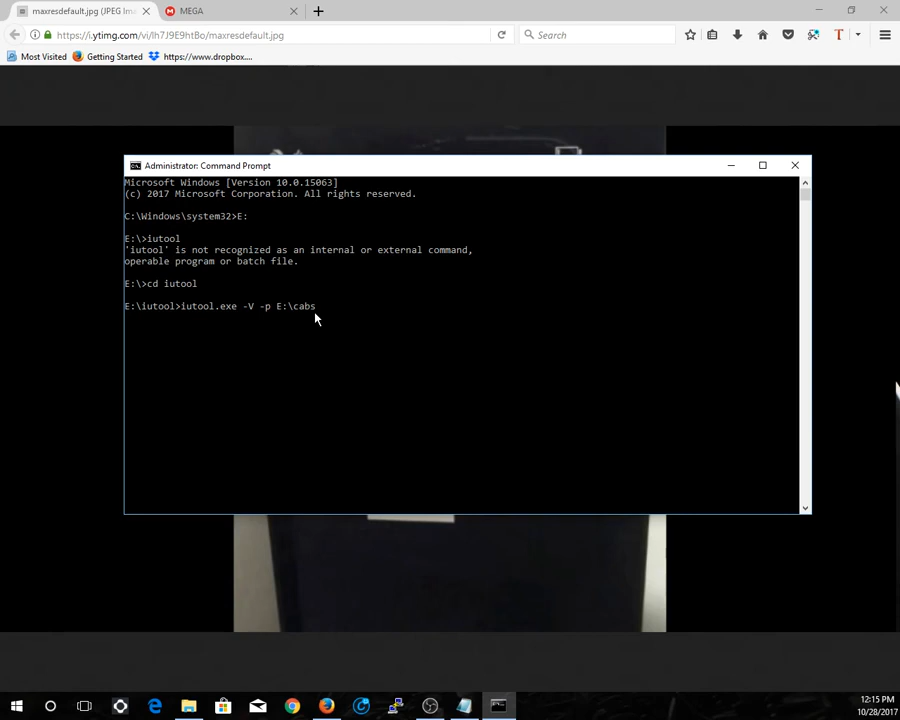 maxresdefault.jpg (JPEG Ima
MEGA
https://i.ytimg.com/vi/lh7J9E9htBo/maxresdefault.jpg
Search
Most Visited
Getting Started
https://www.dropbox....
Administrator: Command Prompt
Microsoft Windows [Version 10.0.15063]
(c) 2017 Microsoft Corporation. All rights reserved.
C:\Windows\system32>E:
E:\>iutool
'iutool' is not recognized as an internal or external command,
operable program or batch file.
E:\>cd iutool
E:\iutool>iutool.exe -V -p E:\cabs
12:15 PM
10/28/2017